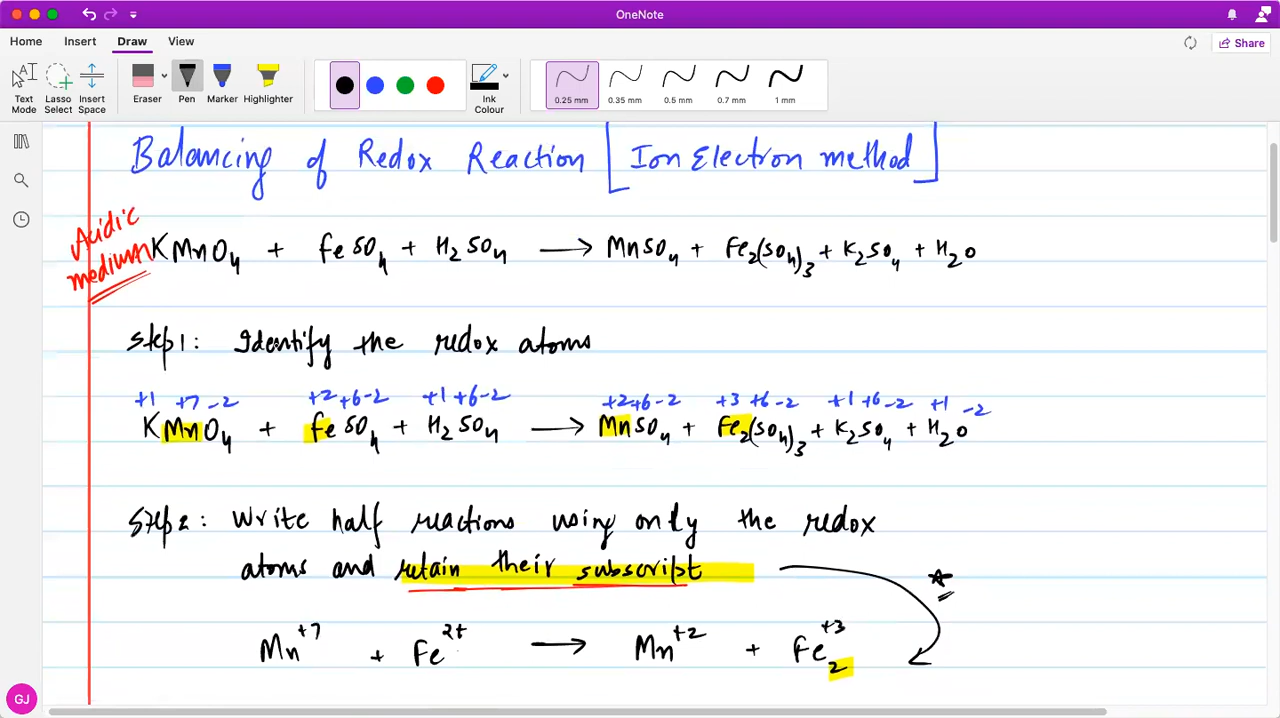 OneNote
Home Insert Draw View Share
Text Mode Lasso Select Insert Space Eraser Pen Marker Highlighter Ink Colour 0.25 mm 0.35 mm 0.5 mm 0.7 mm 1 mm
Balancing of Redox Reaction [Ion Electron method]
Acidic medium
KMnO₄ + FeSO₄ + H₂SO₄ → MnSO₄ + Fe₂(SO₄)₃ + K₂SO₄ + H₂O
Step1: Identify the redox atoms
+1 +7 -2 +2 +6 -2 +1 +6 -2 +2 +6 -2 +3 +6 -2 +1 +6 -2 +1 -2
KMnO₄ + FeSO₄ + H₂SO₄ → MnSO₄ + Fe₂(SO₄)₃ + K₂SO₄ + H₂O
Step2: Write half reactions using only the redox
atoms and retain their subscript
Mn⁺⁷ + Fe²⁺ → Mn⁺² + Fe₂⁺³
GJ